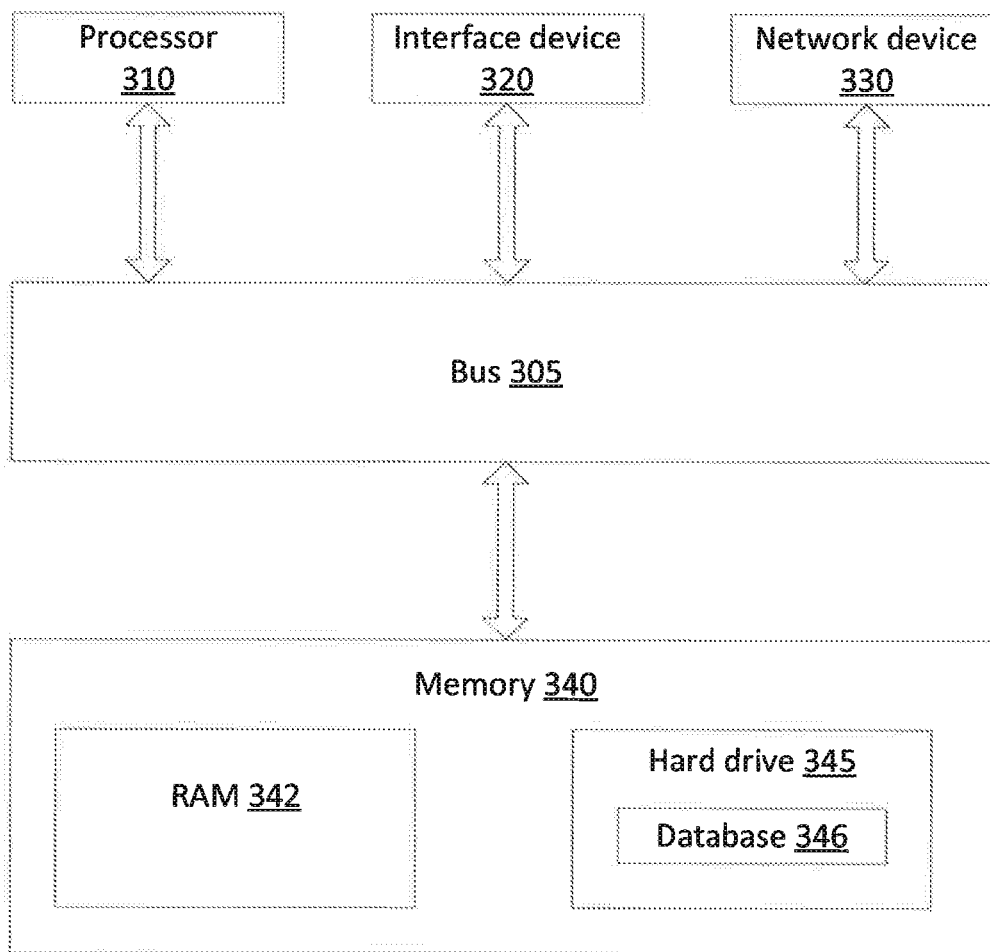 Processor
310
Interface device
320
Network device
330
Bus 305
Memory 340
RAM 342
Hard drive 345
Database 346